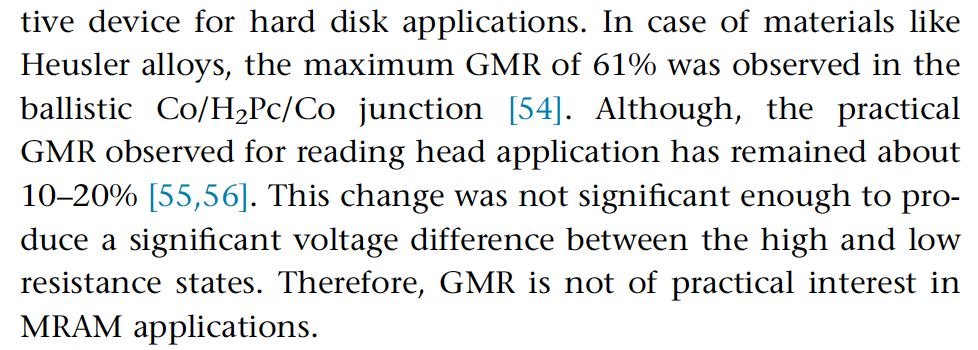 tive device for hard disk applications. In case of materials like
Heusler alloys, the maximum GMR of 61% was observed in the
ballistic Co/H₂Pc/Co junction [54]. Although, the practical
GMR observed for reading head application has remained about
10–20% [55,56]. This change was not significant enough to pro-
duce a significant voltage difference between the high and low
resistance states. Therefore, GMR is not of practical interest in
MRAM applications.